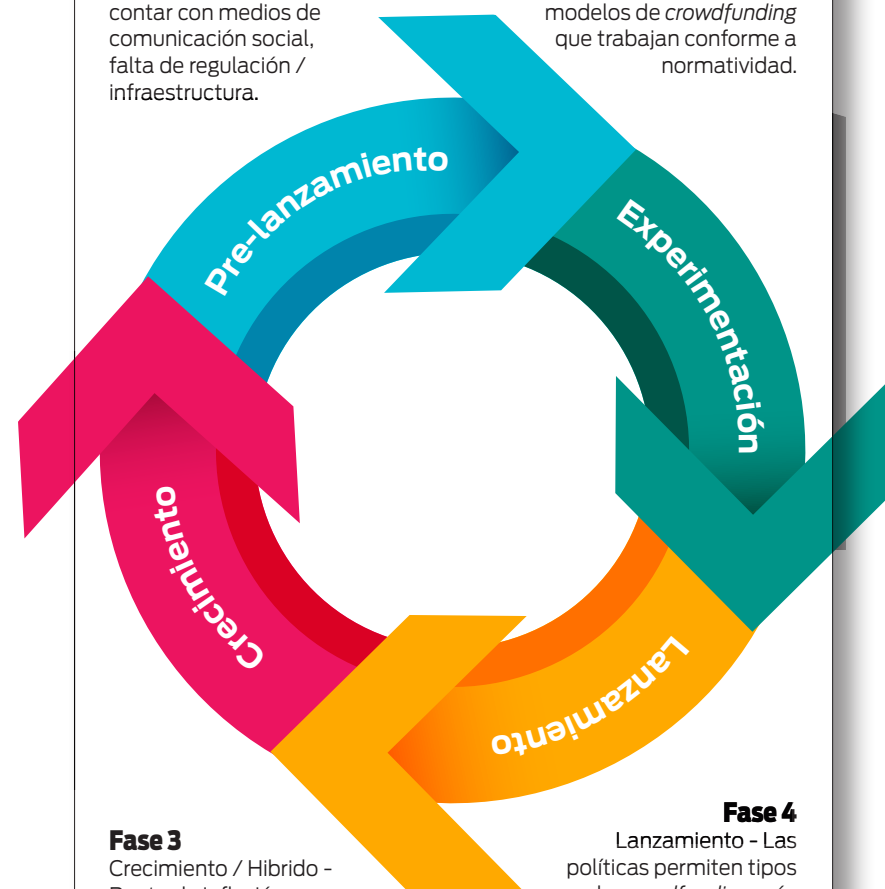 contar con medios de
comunicación social,
falta de regulación /
infraestructura.
modelos de crowdfunding
que trabajan conforme a
normatividad.
Pre-lanzamiento
Experimentación
Crecimiento
Lanzamiento
Fase 3
Crecimiento / Hibrido -
Fase 4
Lanzamiento - Las
políticas permiten tipos